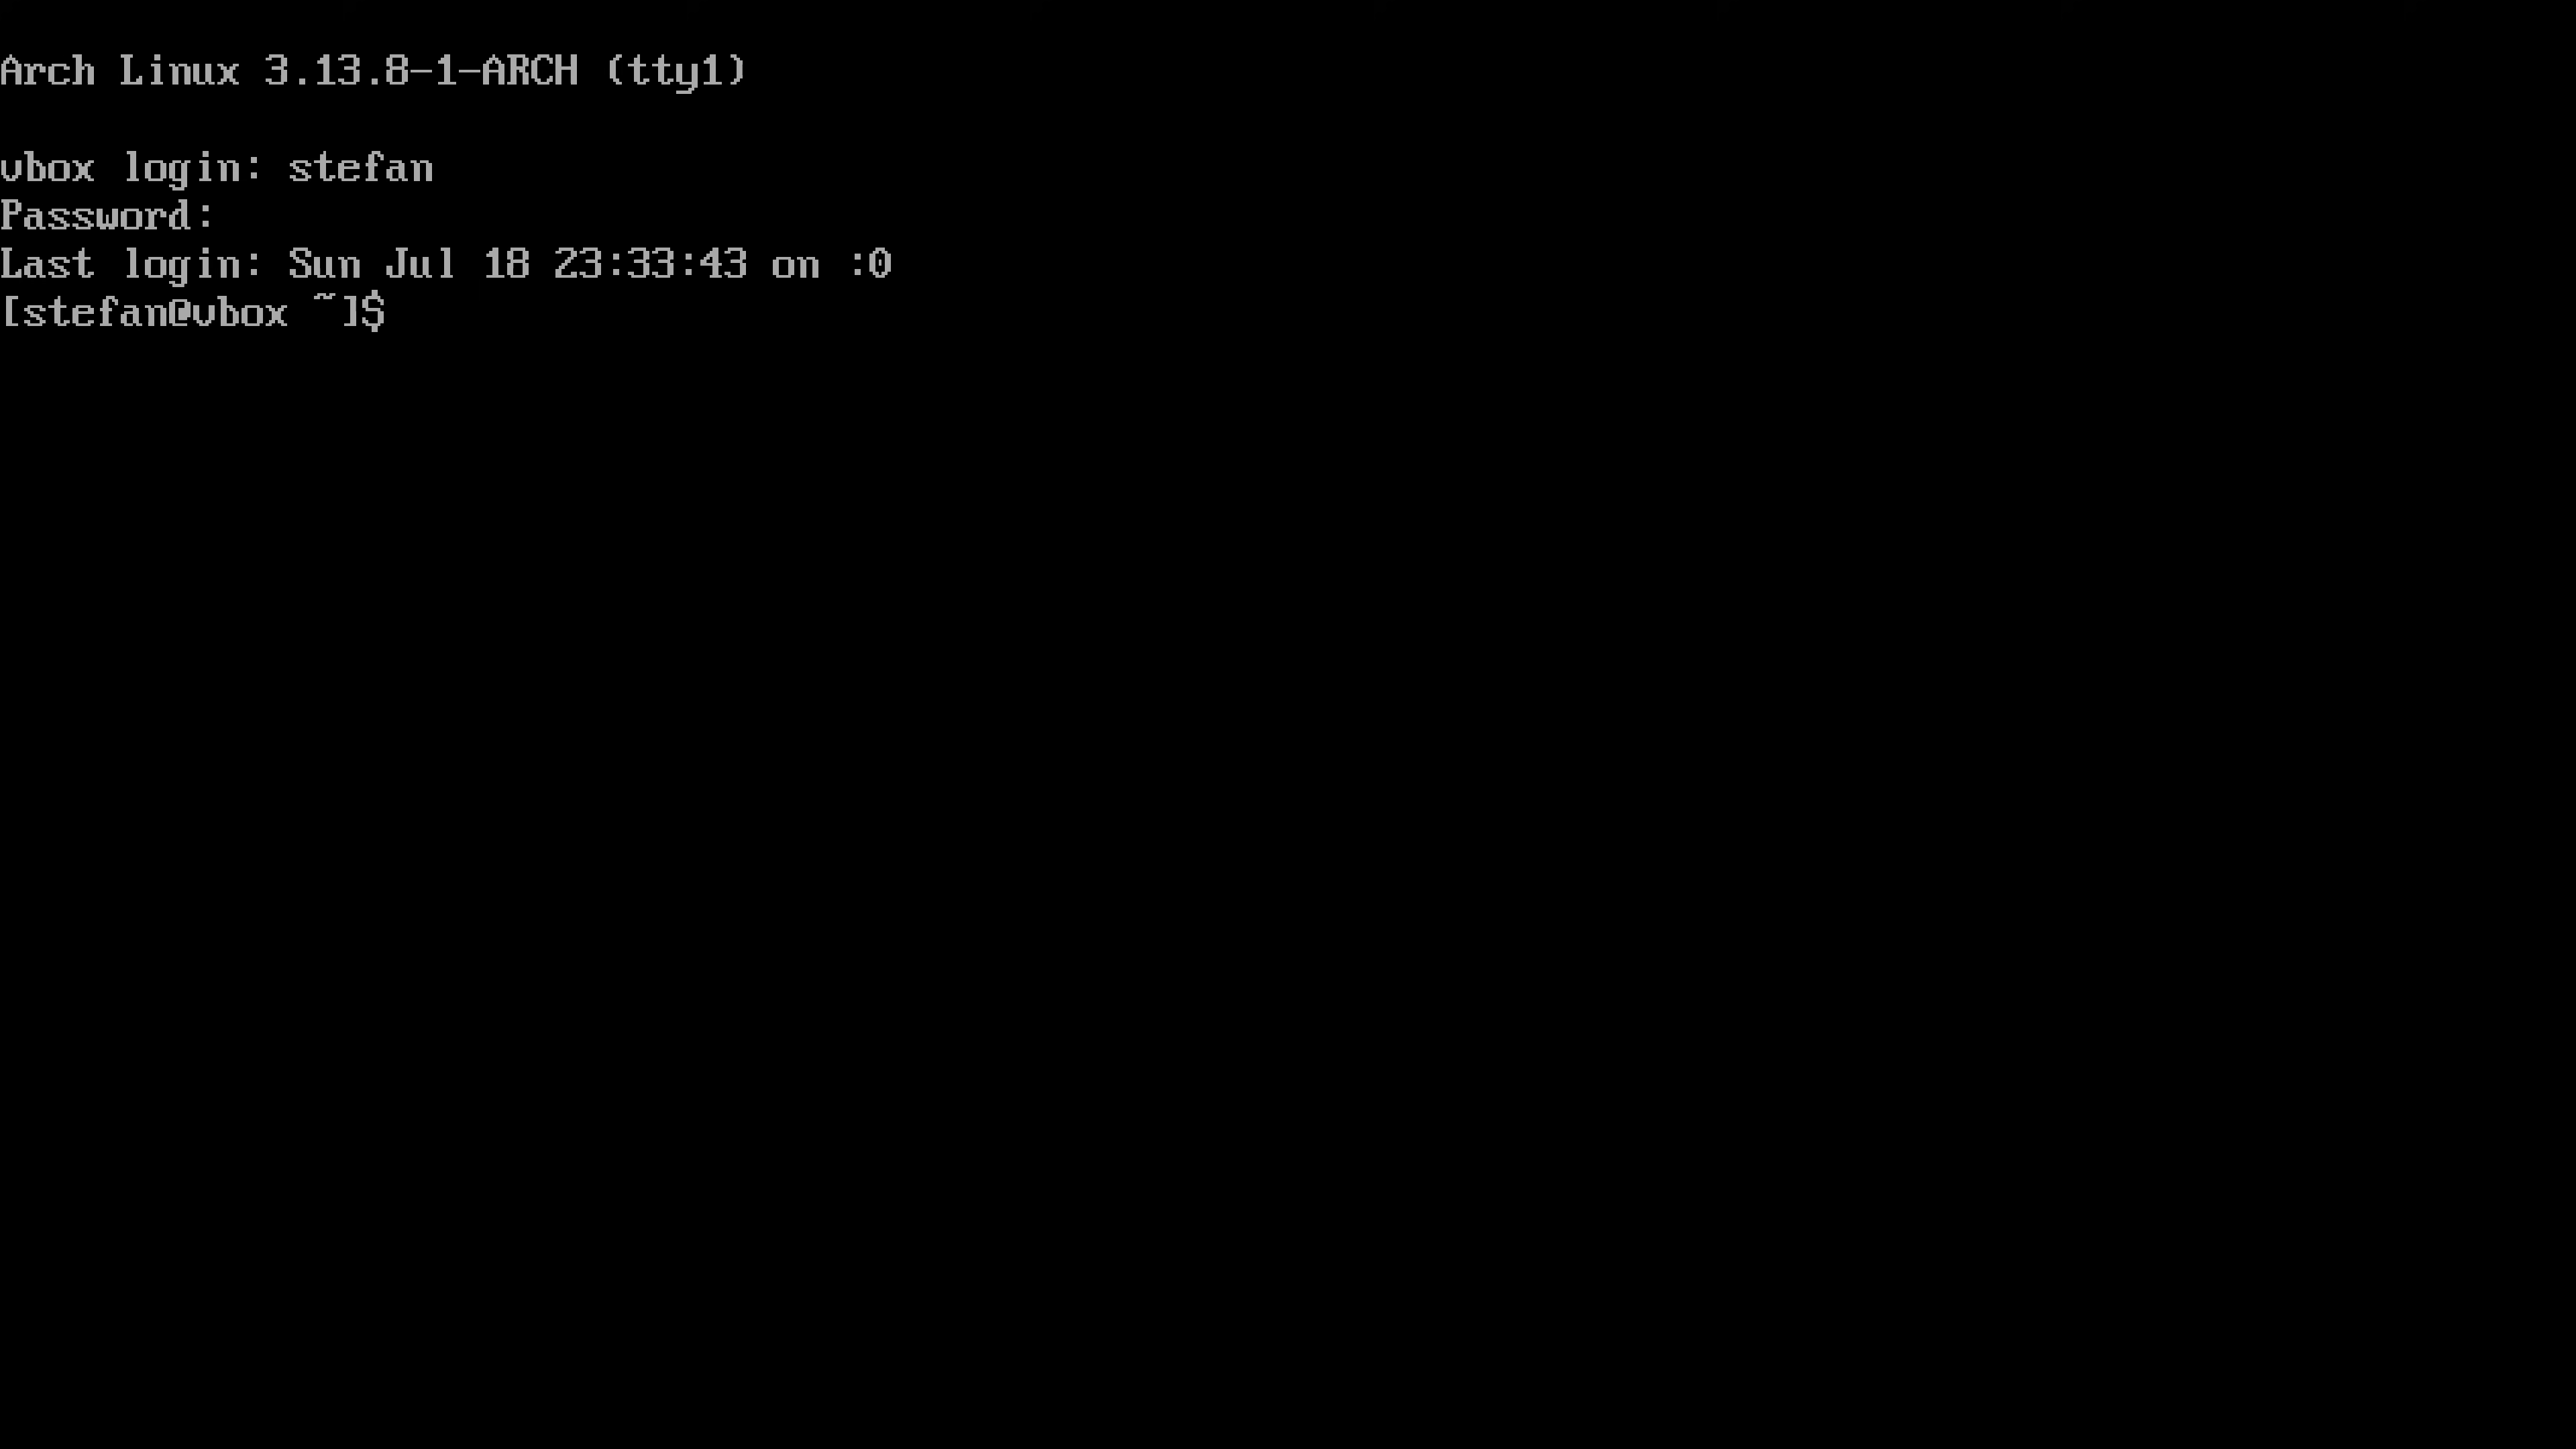 Arch Linux 3.13.8-1-ARCH (tty1)
vbox login: stefan
Password:
Last login: Sun Jul 18 23:33:43 on :0
[stefan@vbox ~]$